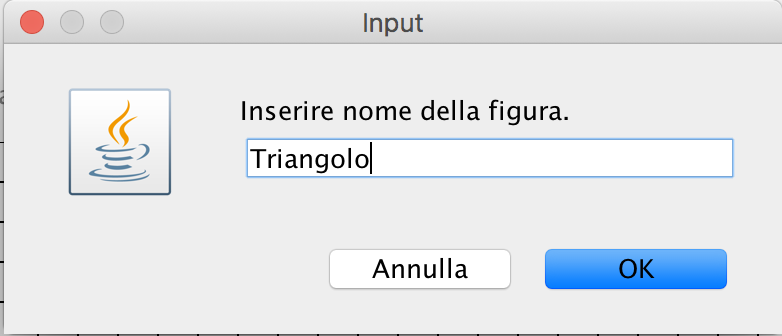 Input
Inserire nome della figura.
Triangolo
Annulla
OK